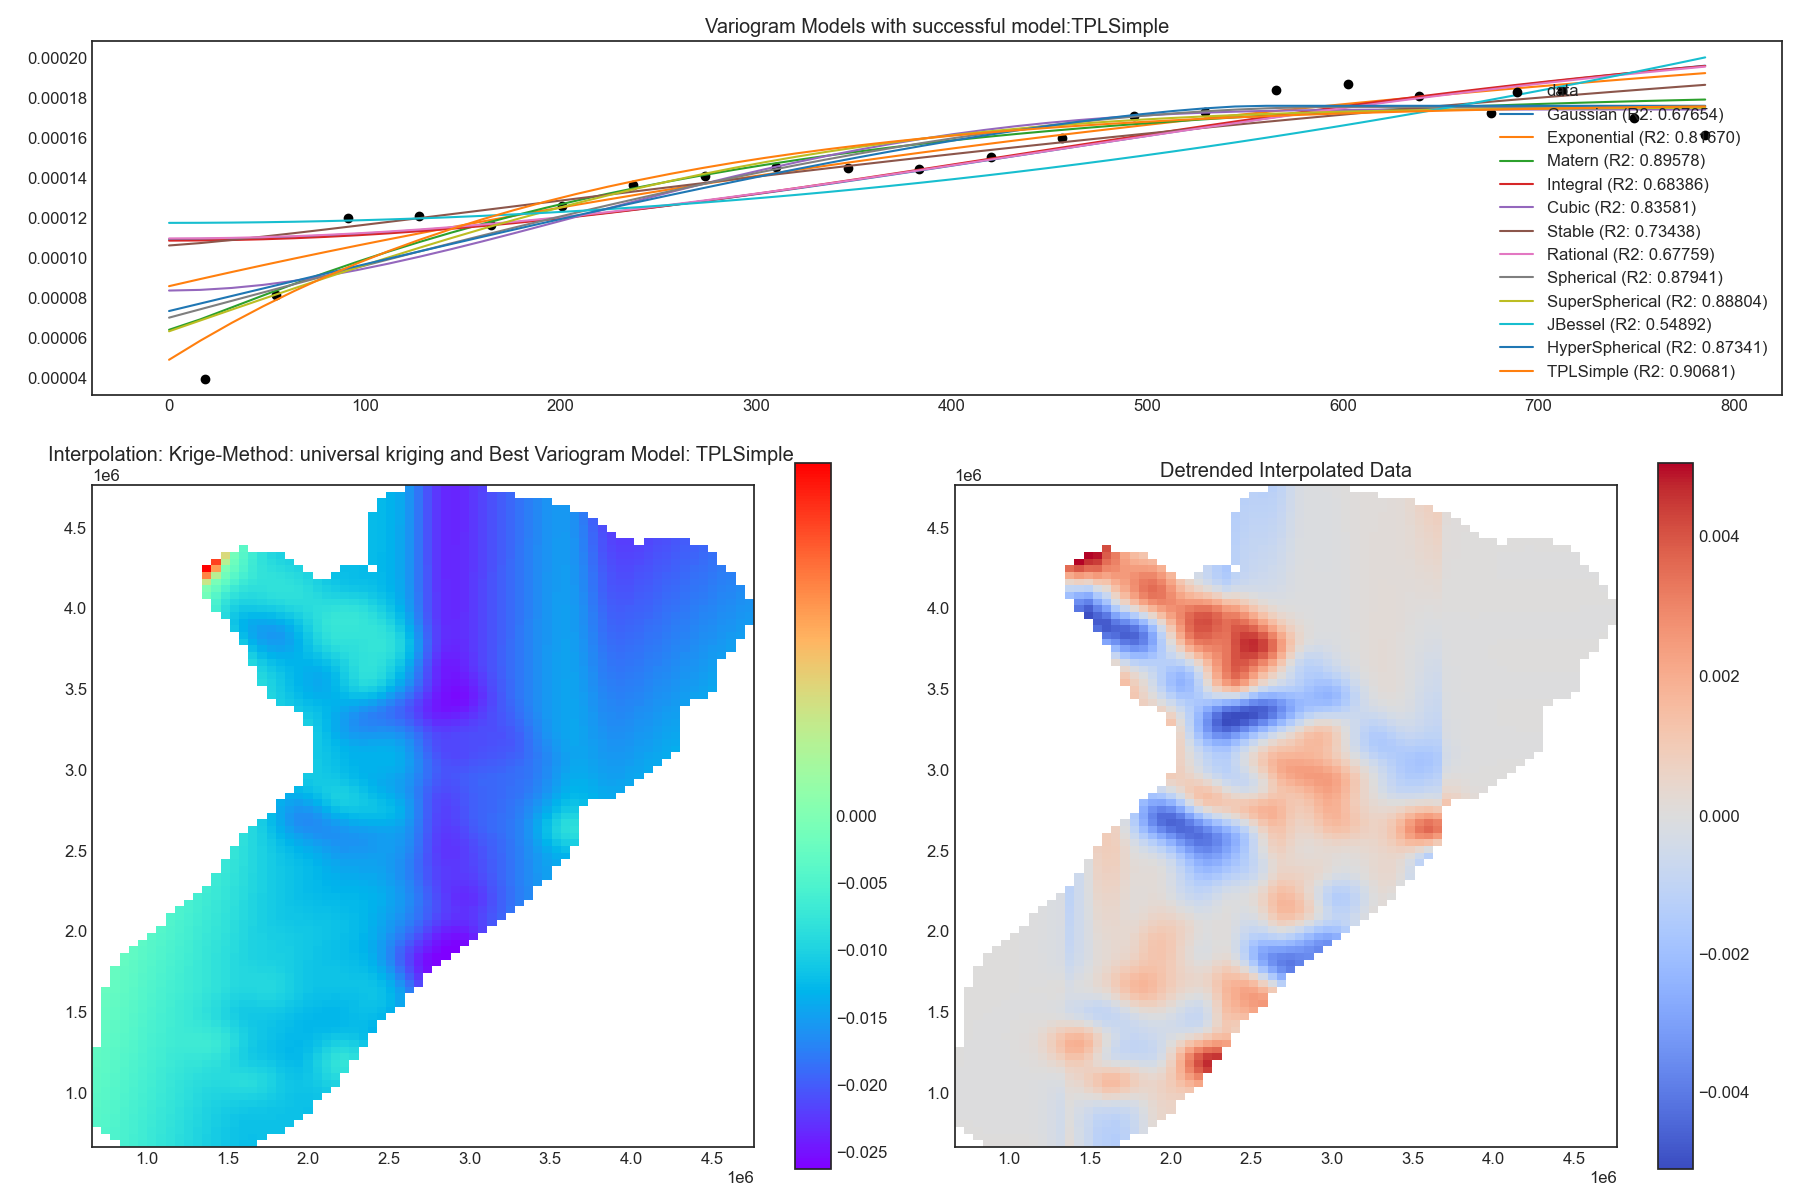 Variogram Models with successful model:TPLSimple
0.00020
0.00018
0.00016
0.00014
0.00012
0.00010
0.00008
0.00006
0.00004
data
Gaussian (R2: 0.67654)
Exponential (R2: 0.81670)
Matern (R2: 0.89578)
Integral (R2: 0.68386)
Cubic (R2: 0.83581)
Stable (R2: 0.73438)
Rational (R2: 0.67759)
Spherical (R2: 0.87941)
SuperSpherical (R2: 0.88804)
JBessel (R2: 0.54892)
HyperSpherical (R2: 0.87341)
TPLSimple (R2: 0.90681)
0 100 200 300 400 500 600 700 800
Interpolation: Krige-Method: universal kriging and Best Variogram Model: TPLSimple
1e6
4.5
4.0
3.5
3.0
2.5
2.0
1.5
1.0
1.0 1.5 2.0 2.5 3.0 3.5 4.0 4.5
1e6
0.000
−0.005
−0.010
−0.015
−0.020
−0.025
Detrended Interpolated Data
1e6
4.5
4.0
3.5
3.0
2.5
2.0
1.5
1.0
1.0 1.5 2.0 2.5 3.0 3.5 4.0 4.5
1e6
0.004
0.002
0.000
−0.002
−0.004